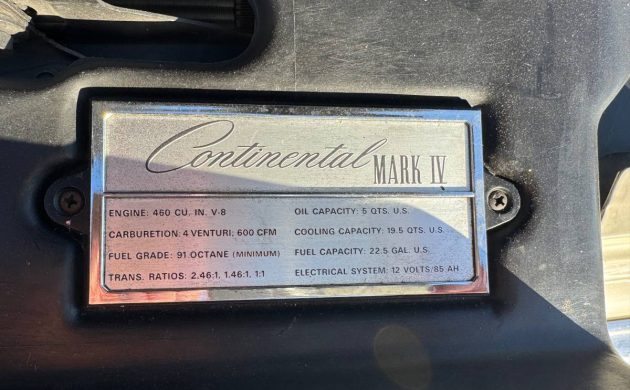 Continental MARK IV
ENGINE: 460 CU. IN. V-8
CARBURETION: 4 VENTURI; 600 CFM
FUEL GRADE: 91 OCTANE (MINIMUM)
TRANS. RATIOS: 2.46:1, 1.46:1, 1:1
OIL CAPACITY: 5 QTS. U.S.
COOLING CAPACITY: 19.5 QTS. U.S.
FUEL CAPACITY: 22.5 GAL. U.S.
ELECTRICAL SYSTEM: 12 VOLTS/85 AH